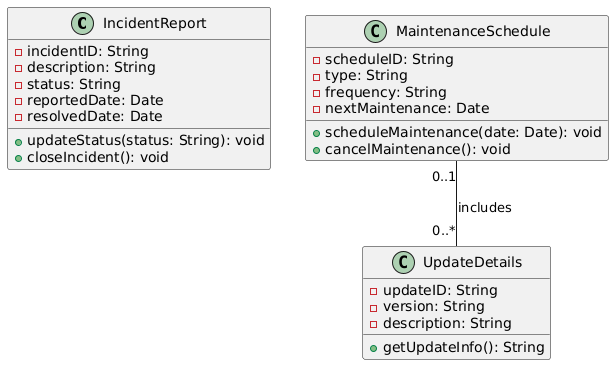 C IncidentReport
incidentID: String
description: String
status: String
reportedDate: Date
resolvedDate: Date
updateStatus(status: String): void
closeIncident(): void
C MaintenanceSchedule
scheduleID: String
type: String
frequency: String
nextMaintenance: Date
scheduleMaintenance(date: Date): void
cancelMaintenance(): void
0..1
includes
0..*
C UpdateDetails
updateID: String
version: String
description: String
getUpdateInfo(): String